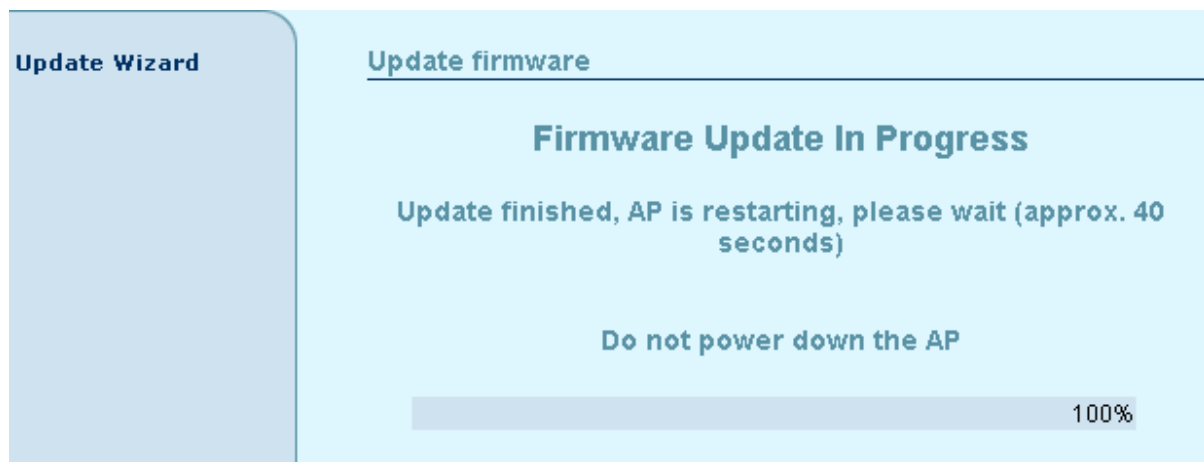 Update Wizard
Update firmware
Firmware Update In Progress
Update finished, AP is restarting, please wait (approx. 40
seconds)
Do not power down the AP
100%